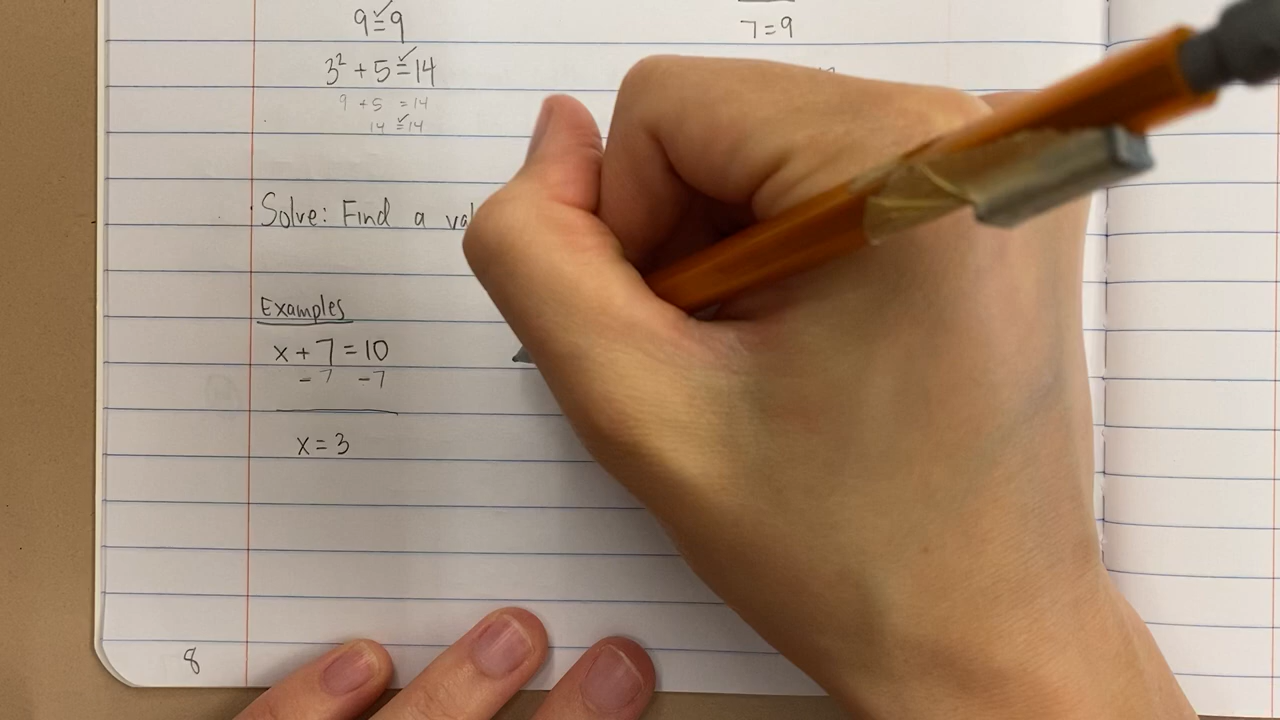 9 = 9
7 = 9
3² + 5 = 14
9 + 5 = 14
14 = 14
Solve: Find a
Examples
x + 7 = 10
- 7 - 7
x = 3
8